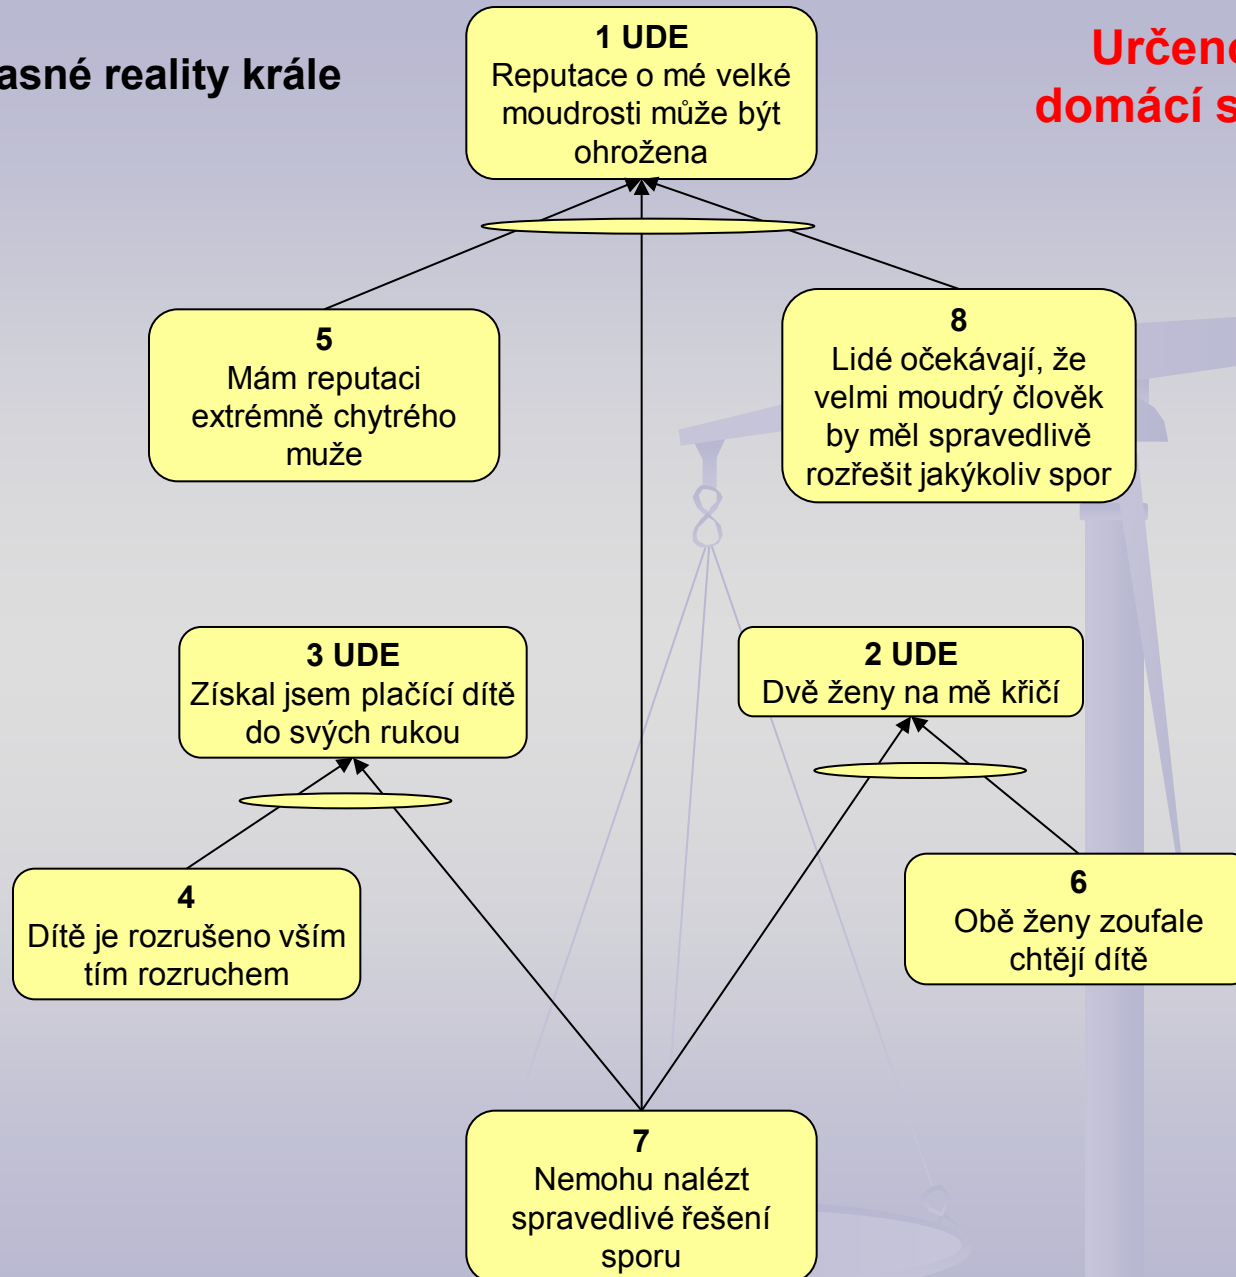 asné reality krále
Určeno
domácí s
1 UDE
Reputace o mé velké
moudrosti může být
ohrožena
5
Mám reputaci
extrémně chytrého
muže
8
Lidé očekávají, že
velmi moudrý člověk
by měl spravedlivě
rozřešit jakýkoliv spor
3 UDE
Získal jsem plačící dítě
do svých rukou
2 UDE
Dvě ženy na mě křičí
4
Dítě je rozrušeno vším
tím rozruchem
6
Obě ženy zoufale
chtějí dítě
7
Nemohu nalézt
spravedlivé řešení
sporu